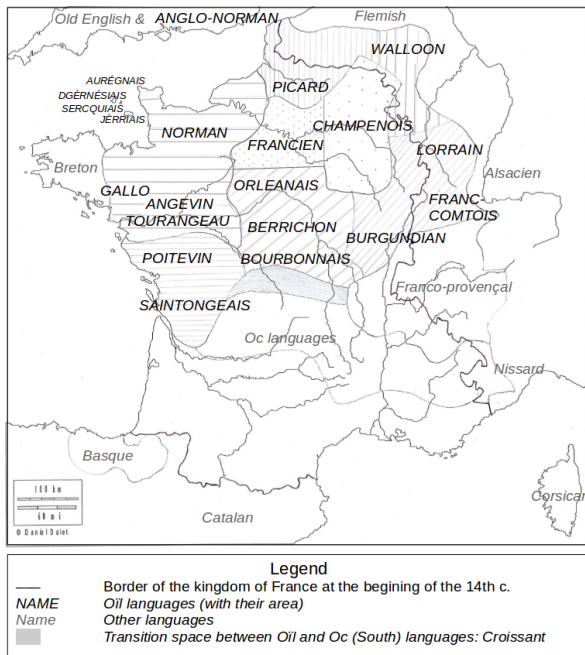 Old English & ANGLO-NORMAN
Flemish
WALLOON
AURÉGNAIS
PICARD
DGÈRNÉSIAIS
SERCQUIAIS
JÈRRIAIS
NORMAN
CHAMPENOIS
FRANCIEN
LORRAIN
Breton
Alsacien
GALLO
ORLEANAIS
FRANC-
COMTOIS
ANGEVIN
TOURANGEAU
BERRICHON
BURGUNDIAN
POITEVIN
BOURBONNAIS
Franco-provençal
SAINTONGEAIS
Oc languages
Nissard
Basque
Corsican
Catalan
100 km
60 mi
© Daniel Dalet
Legend
Border of the kingdom of France at the begining of the 14th c.
NAME Oïl languages (with their area)
Name Other languages
Transition space between Oïl and Oc (South) languages: Croissant